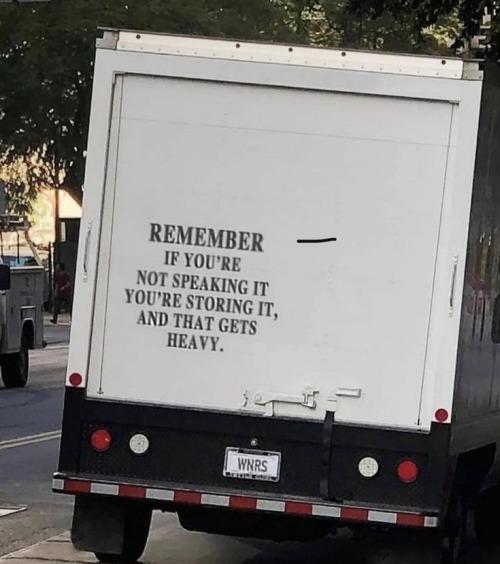 REMEMBER
IF YOU'RE
NOT SPEAKING IT
YOU'RE STORING IT,
AND THAT GETS
HEAVY.
WNRS